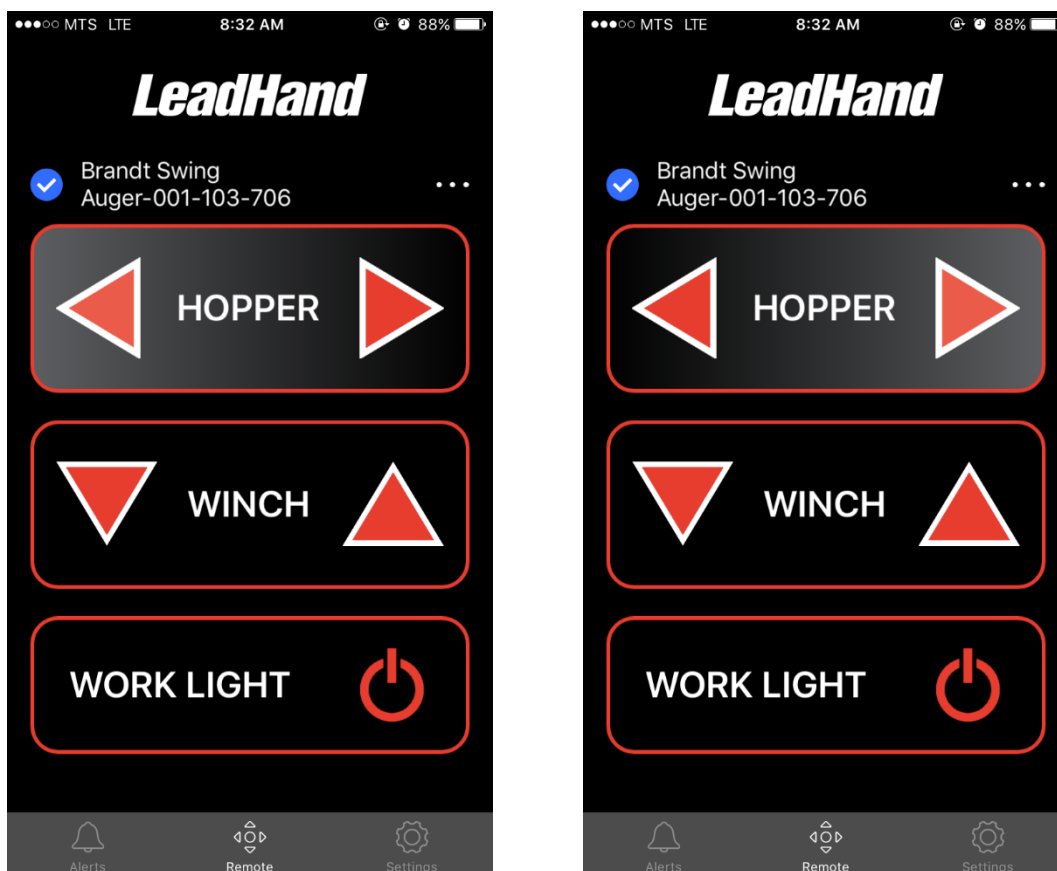 MTS LTE 8:32 AM 88%
LeadHand
Brandt Swing
Auger-001-103-706
HOPPER
WINCH
WORK LIGHT
Alerts Remote Settings
MTS LTE 8:32 AM 88%
LeadHand
Brandt Swing
Auger-001-103-706
HOPPER
WINCH
WORK LIGHT
Alerts Remote Settings